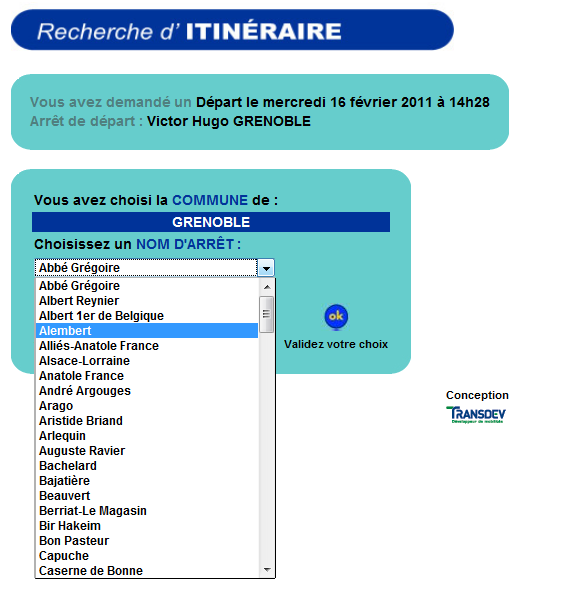 Recherche d' ITINÉRAIRE
Vous avez demandé un Départ le mercredi 16 février 2011 à 14h28
Arrêt de départ : Victor Hugo GRENOBLE
Vous avez choisi la COMMUNE de :
GRENOBLE
Choisissez un NOM D'ARRÊT :
Abbé Grégoire
Abbé Grégoire
Albert Reynier
Albert 1er de Belgique
Alembert
Alliés-Anatole France
Alsace-Lorraine
Anatole France
André Argouges
Arago
Aristide Briand
Arlequin
Auguste Ravier
Bachelard
Bajatière
Beauvert
Berriat-Le Magasin
Bir Hakeim
Bon Pasteur
Capuche
Caserne de Bonne
ok
Validez votre choix
Conception
TRANSDEV
Développeur de mobilités